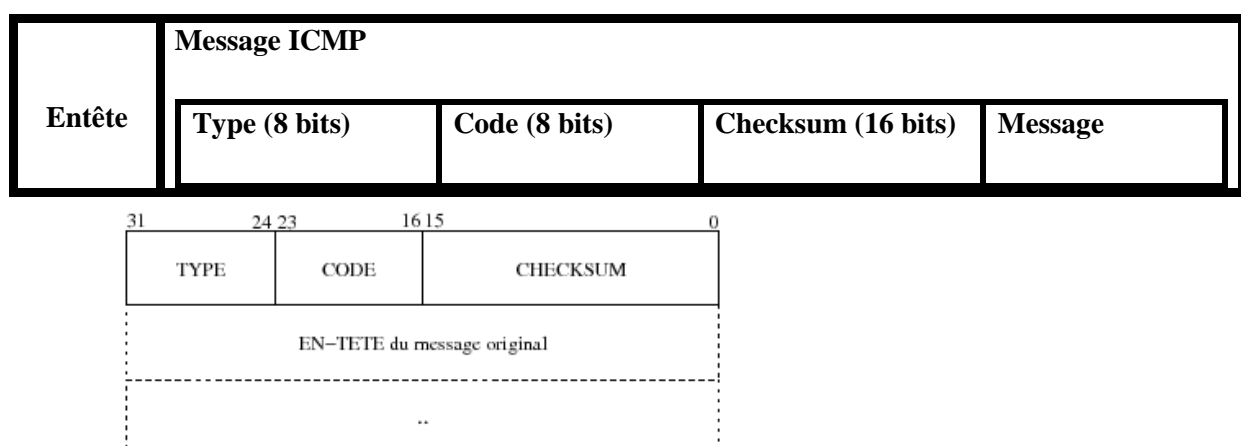 Message ICMP
Entête
Type (8 bits) Code (8 bits) Checksum (16 bits) Message
31 24 23 16 15 0
TYPE CODE CHECKSUM
EN-TETE du message original
..